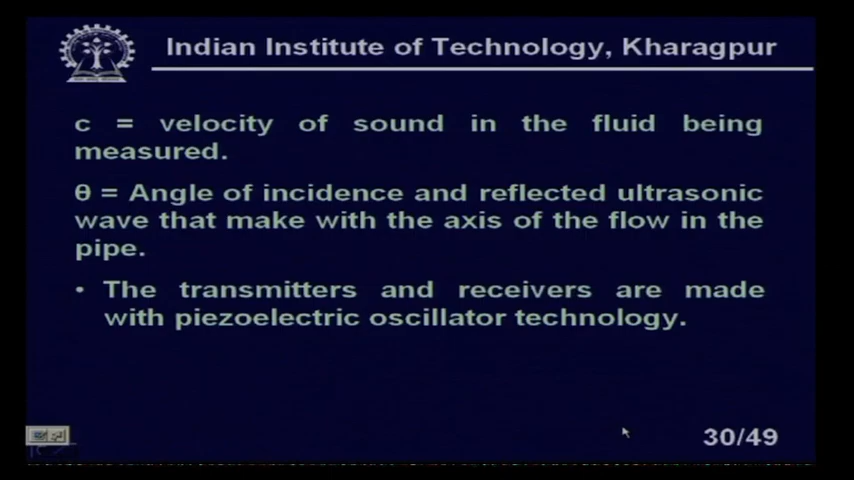 Indian Institute of Technology, Kharagpur
c = velocity of sound in the fluid being
measured.
θ = Angle of incidence and reflected ultrasonic
wave that make with the axis of the flow in the
pipe.
• The transmitters and receivers are made
with piezoelectric oscillator technology.
30/49